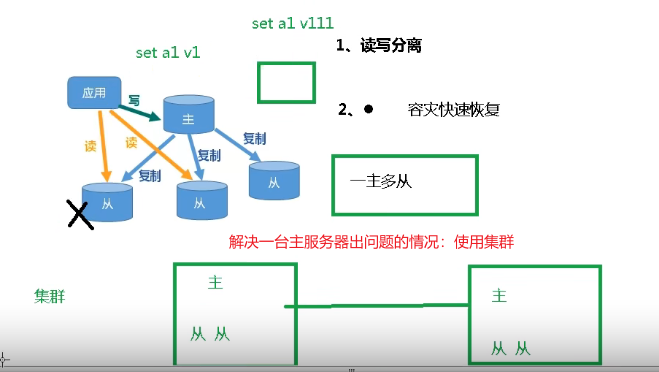 set a1 v111
set a1 v1
1、读写分离
应用
写
主
2、● 容灾快速恢复
读
读
复制
复制
复制
从
从
从
一主多从
解决一台主服务器出问题的情况：使用集群
集群
主
从 从
主
从 从